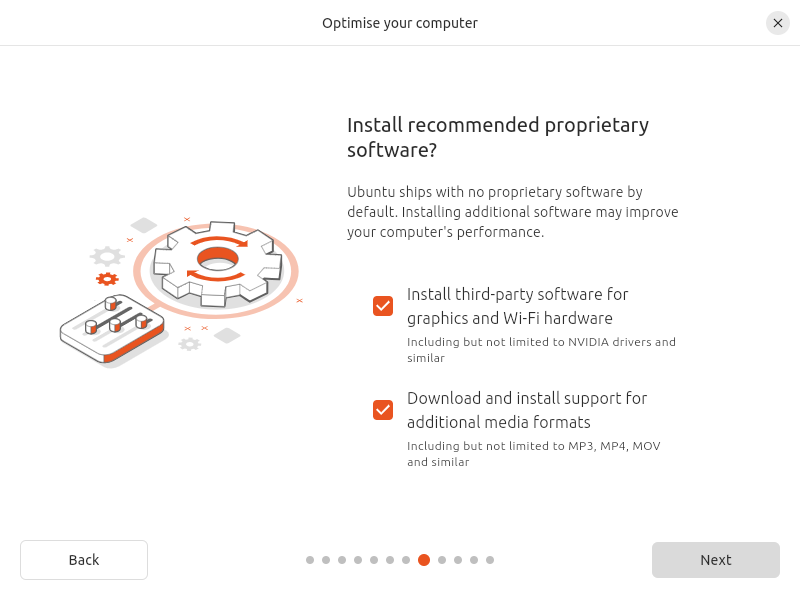 Optimise your computer
Install recommended proprietary
software?
Ubuntu ships with no proprietary software by
default. Installing additional software may improve
your computer's performance.
Install third-party software for
graphics and Wi-Fi hardware
Including but not limited to NVIDIA drivers and
similar
Download and install support for
additional media formats
Including but not limited to MP3, MP4, MOV
and similar
Back
Next